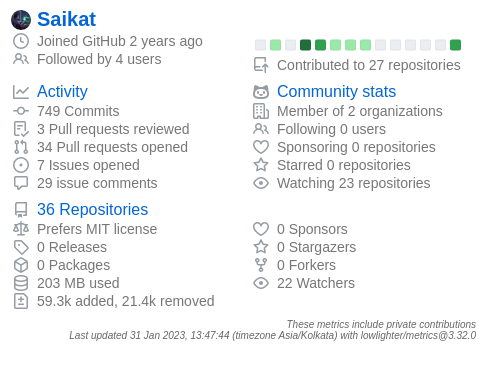 Saikat
Joined GitHub 2 years ago
Followed by 4 users
Contributed to 27 repositories
Activity
749 Commits
3 Pull requests reviewed
34 Pull requests opened
7 Issues opened
29 issue comments
Community stats
Member of 2 organizations
Following 0 users
Sponsoring 0 repositories
Starred 0 repositories
Watching 23 repositories
36 Repositories
Prefers MIT license
0 Releases
0 Packages
203 MB used
59.3k added, 21.4k removed
0 Sponsors
0 Stargazers
0 Forkers
22 Watchers
These metrics include private contributions
Last updated 31 Jan 2023, 13:47:44 (timezone Asia/Kolkata) with lowlighter/metrics@3.32.0